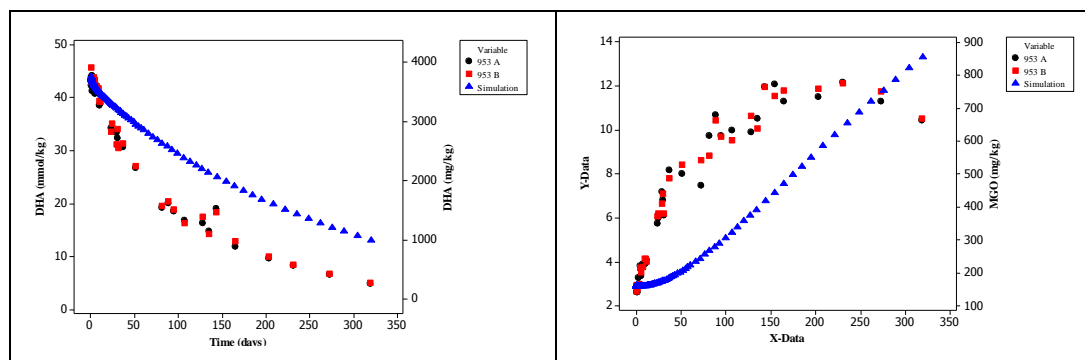 50
40
30
20
10
0
DHA (mmol/kg)
0 50 100 150 200 250 300 350
Time (days)
4000
3000
2000
1000
0
DHA (mg/kg)
Variable
953 A
953 B
Simulation
14
12
10
8
6
4
2
Y-Data
0 50 100 150 200 250 300 350
X-Data
900
800
700
600
500
400
300
200
100
MGO (mg/kg)
Variable
953 A
953 B
Simulation